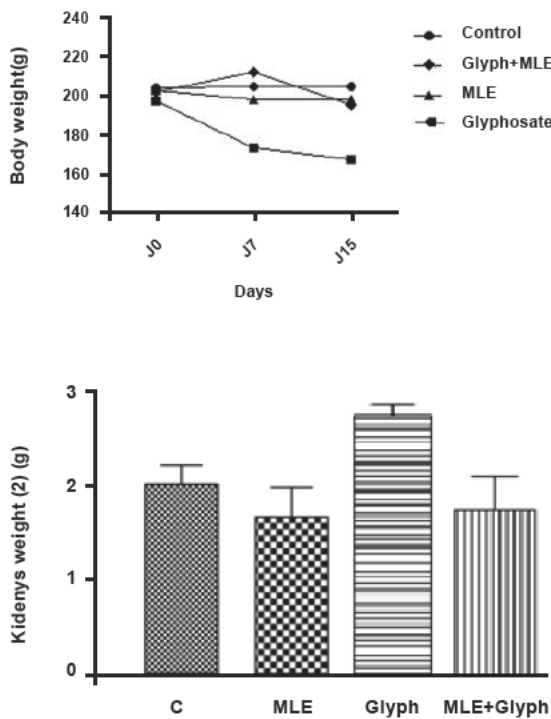 240
220
200
180
160
140
Body weight(g)
J0
J7
J15
Days
Control
Glyph+MLE
MLE
Glyphosate
3
2
1
0
Kidenys weight (2) (g)
C
MLE
Glyph
MLE+Glyph